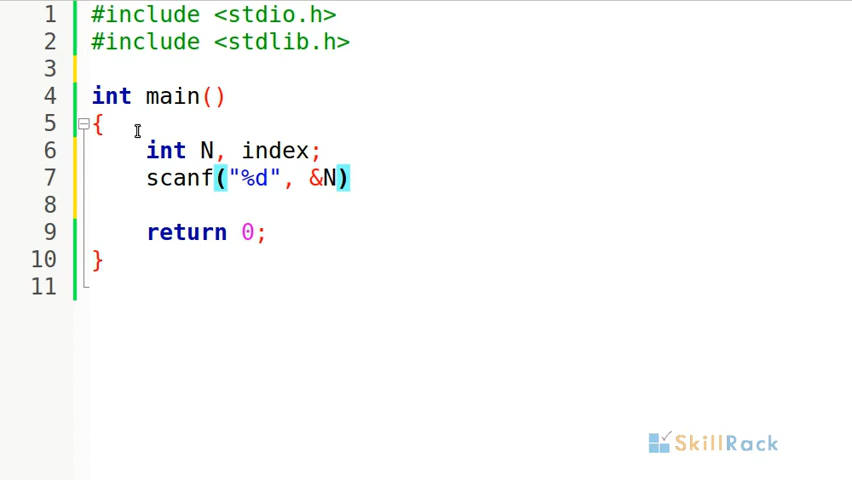 1 #include <stdio.h>
2 #include <stdlib.h>
3
4 int main()
5 {
6     int N, index;
7     scanf("%d", &N)
8
9     return 0;
10 }
11
SkillRack